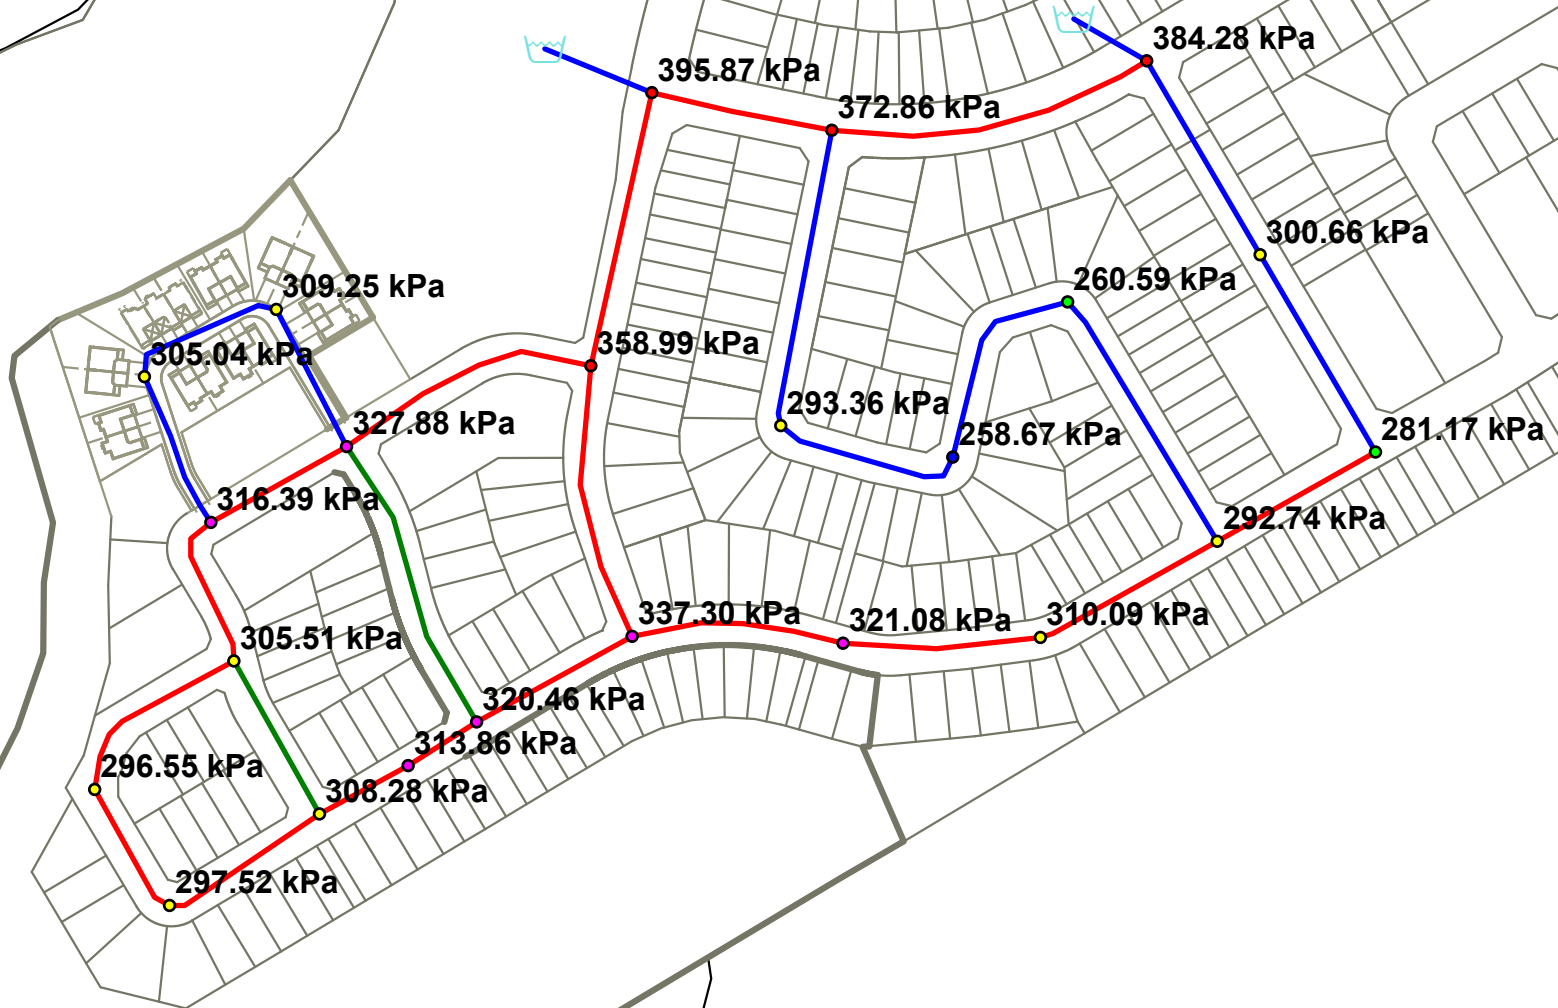 384.28 kPa
395.87 kPa
372.86 kPa
300.66 kPa
260.59 kPa
309.25 kPa
358.99 kPa
305.04 kPa
293.36 kPa
327.88 kPa
258.67 kPa
281.17 kPa
316.39 kPa
292.74 kPa
337.30 kPa
321.08 kPa
310.09 kPa
305.51 kPa
320.46 kPa
313.86 kPa
296.55 kPa
308.28 kPa
297.52 kPa